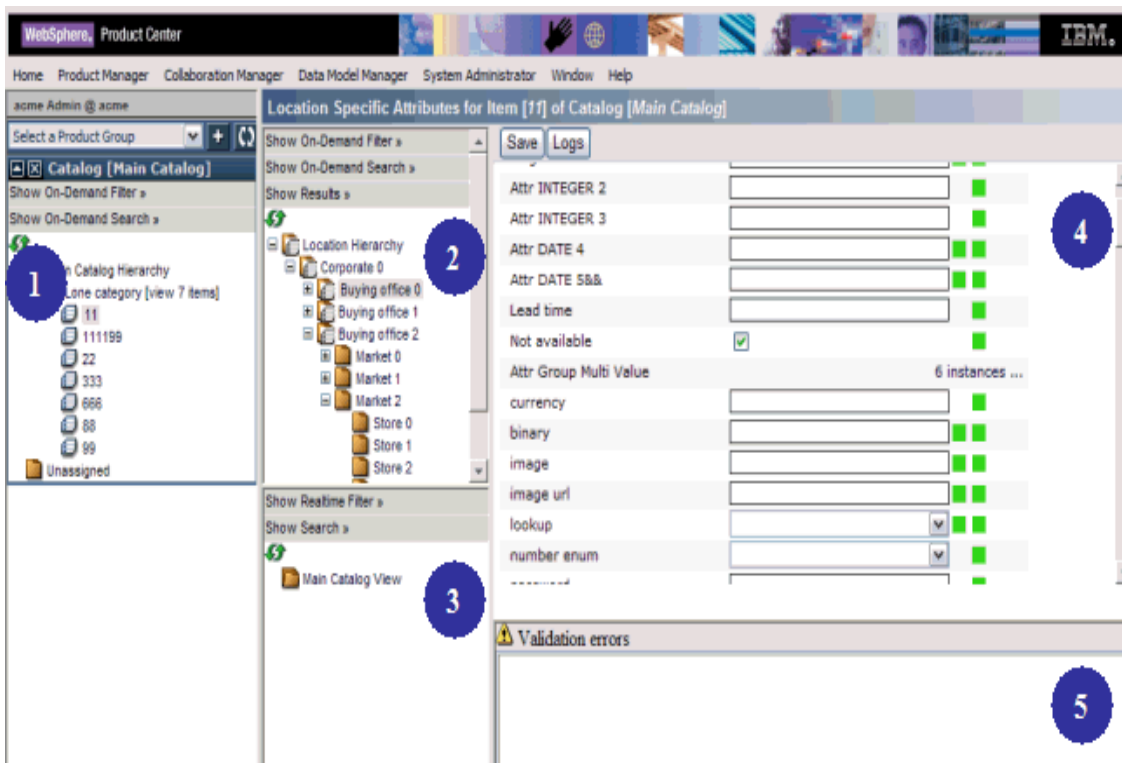 WebSphere. Product Center
IBM.
Home Product Manager Collaboration Manager Data Model Manager System Administrator Window Help
acme Admin @ acme
Select a Product Group
Catalog [Main Catalog]
Show On-Demand Filter »
Show On-Demand Search »
1
n Catalog Hierarchy
Lone category [view 7 items]
11
111199
22
333
666
88
99
Unassigned
Location Specific Attributes for Item [11] of Catalog [Main Catalog]
Show On-Demand Filter »
Show On-Demand Search »
Show Results »
2
Location Hierarchy
Corporate 0
Buying office 0
Buying office 1
Buying office 2
Market 0
Market 1
Market 2
Store 0
Store 1
Store 2
Show Realtime Filter »
Show Search »
Main Catalog View
3
Save Logs
Attr INTEGER 2
Attr INTEGER 3
Attr DATE 4
Attr DATE 5&&
Lead time
Not available
Attr Group Multi Value 6 instances ...
currency
binary
image
image url
lookup
number enum
4
Validation errors
5